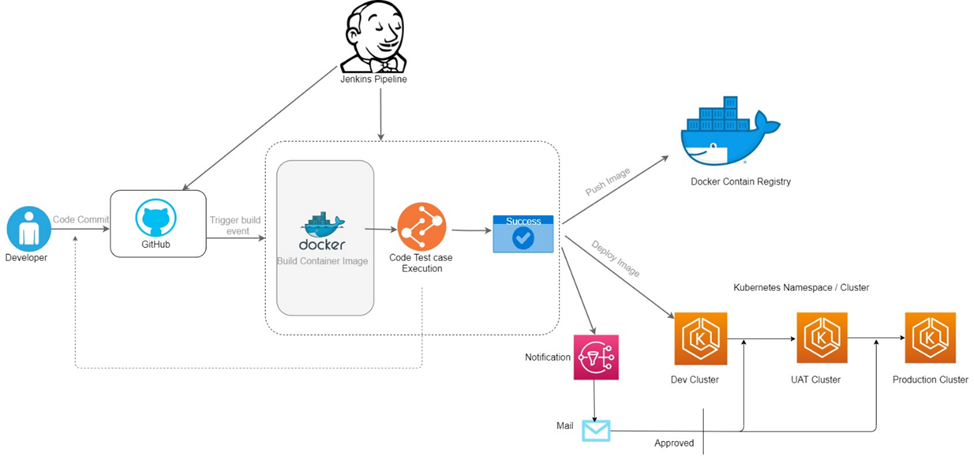 Jenkins Pipeline
Docker Contain Registry
Push Image
Code Commit
Developer
GitHub
Trigger build
event
docker
Build Container Image
Code Test case
Execution
Success
Deploy Image
Kubernetes Namespace / Cluster
Notification
K
Dev Cluster
K
UAT Cluster
K
Production Cluster
Mail
Approved